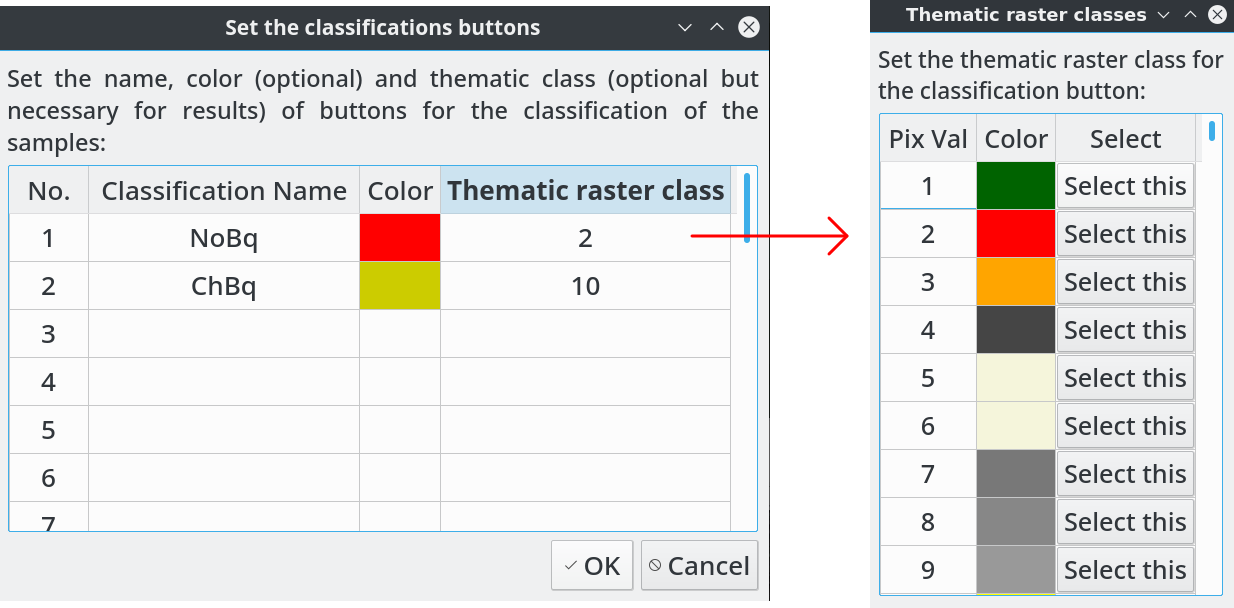 Set the classifications buttons
Set the name, color (optional) and thematic class (optional but
necessary for results) of buttons for the classification of the
samples:
No. Classification Name Color Thematic raster class
1 NoBq 2
2 ChBq 10
3
4
5
6
7
OK Cancel
Thematic raster classes
Set the thematic raster class for
the classification button:
Pix Val Color Select
1 Select this
2 Select this
3 Select this
4 Select this
5 Select this
6 Select this
7 Select this
8 Select this
9 Select this